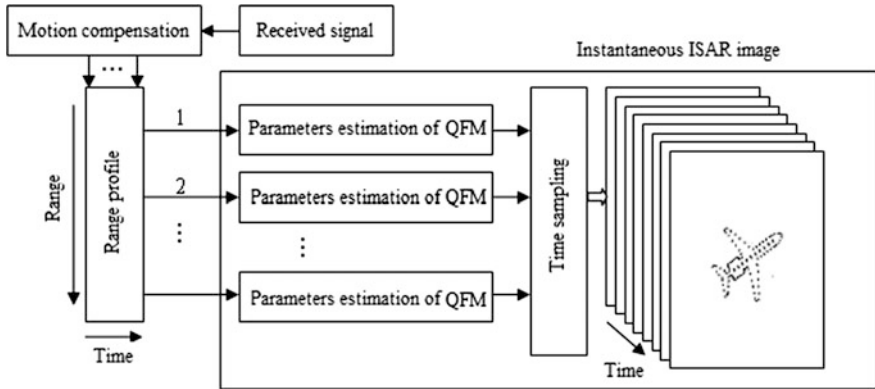 Motion compensation
Received signal
Instantaneous ISAR image
...
Range
Range profile
1
Parameters estimation of QFM
2
Parameters estimation of QFM
⋮
⋮
Parameters estimation of QFM
Time sampling
Time
Time